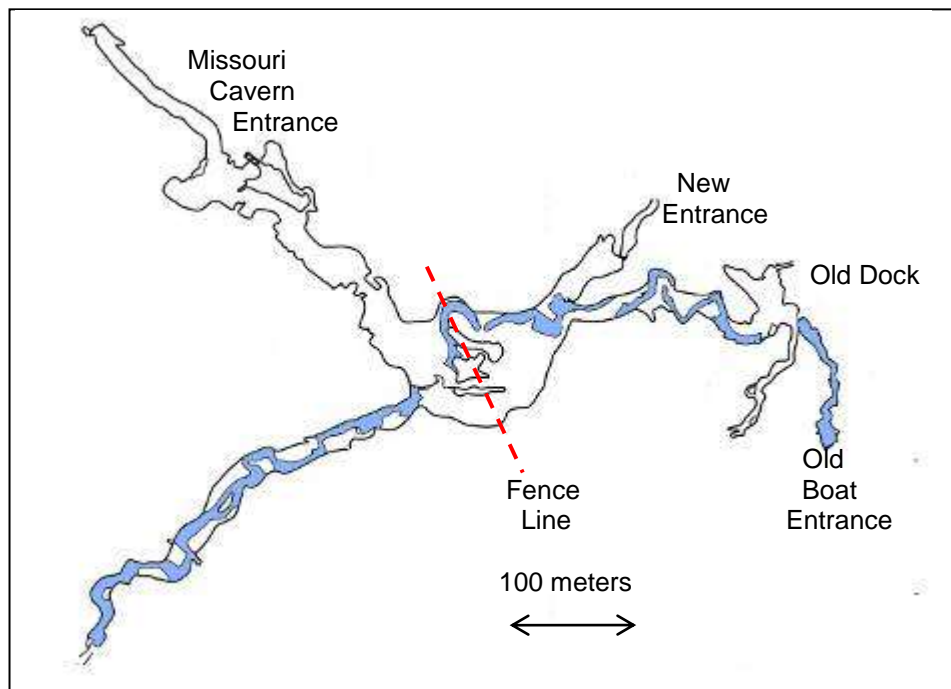 Missouri
Cavern
Entrance
New
Entrance
Old Dock
Old
Boat
Entrance
Fence
Line
100 meters